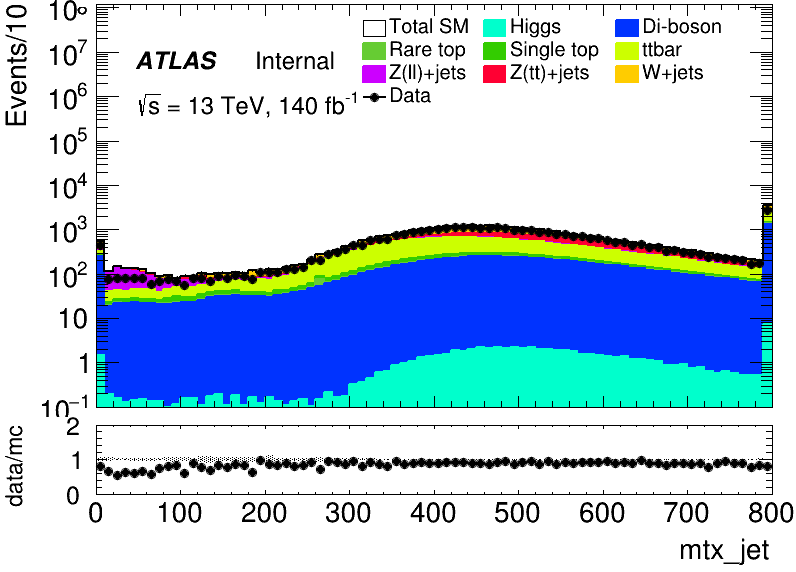 Events/10
10⁸
10⁷
10⁶
10⁵
10⁴
10³
10²
10
1
10⁻¹
ATLAS Internal
√s = 13 TeV, 140 fb⁻¹
Total SM Higgs Di-boson
Rare top Single top ttbar
Z(ll)+jets Z(tt)+jets W+jets
Data
data/mc
2
1
0
0 100 200 300 400 500 600 700 800
mtx_jet